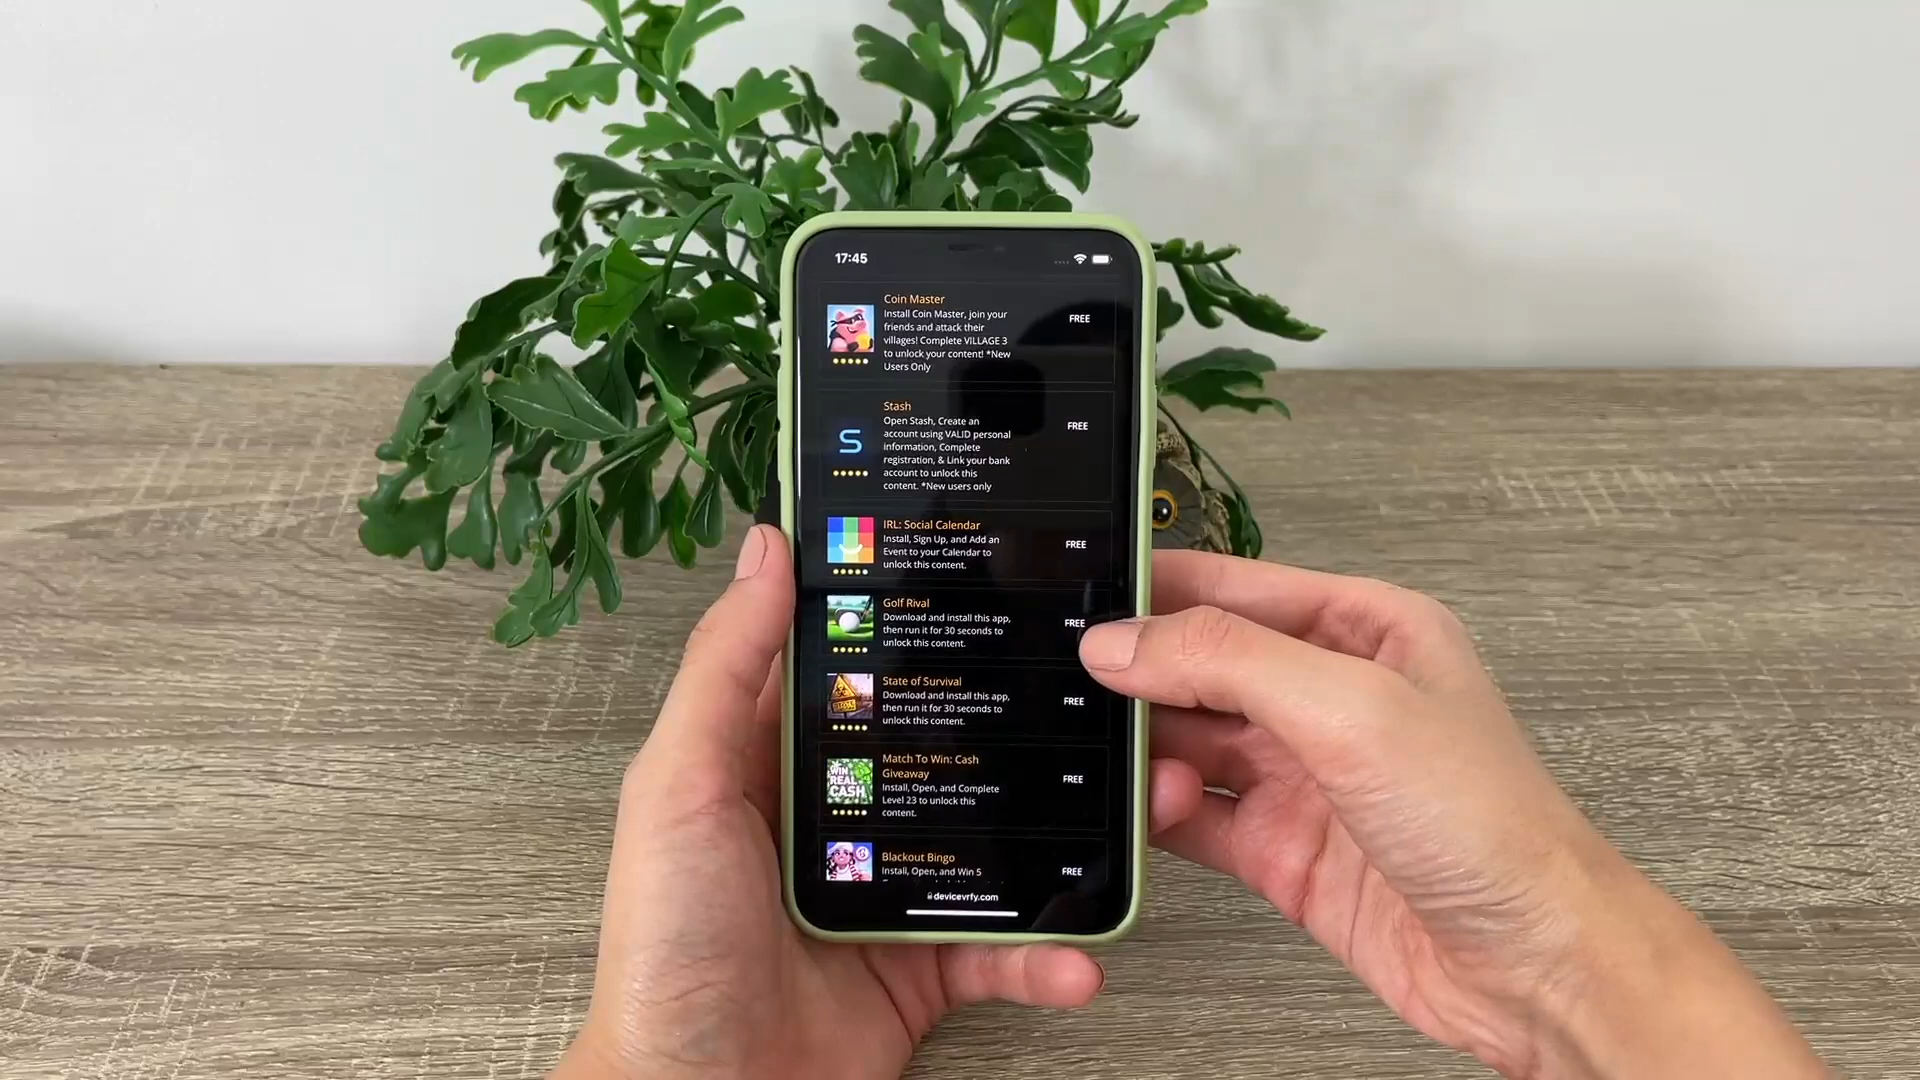 17:45
Coin Master
Install Coin Master, join your
friends and attack their
villages! Complete VILLAGE 3
to unlock your content! *New
Users Only
FREE
Stash
Open Stash, Create an
account using VALID personal
information, Complete
registration, & Link your bank
account to unlock this
content. *New users only
FREE
S
IRL: Social Calendar
Install, Sign Up, and Add an
Event to your Calendar to
unlock this content.
FREE
Golf Rival
Download and install this app,
then run it for 30 seconds to
unlock this content.
FREE
State of Survival
Download and install this app,
then run it for 30 seconds to
unlock this content.
FREE
Match To Win: Cash
Giveaway
Install, Open, and Complete
Level 23 to unlock this
content.
FREE
WIN
REAL
CASH
Blackout Bingo
Install, Open, and Win 5
FREE
devicevrfy.com